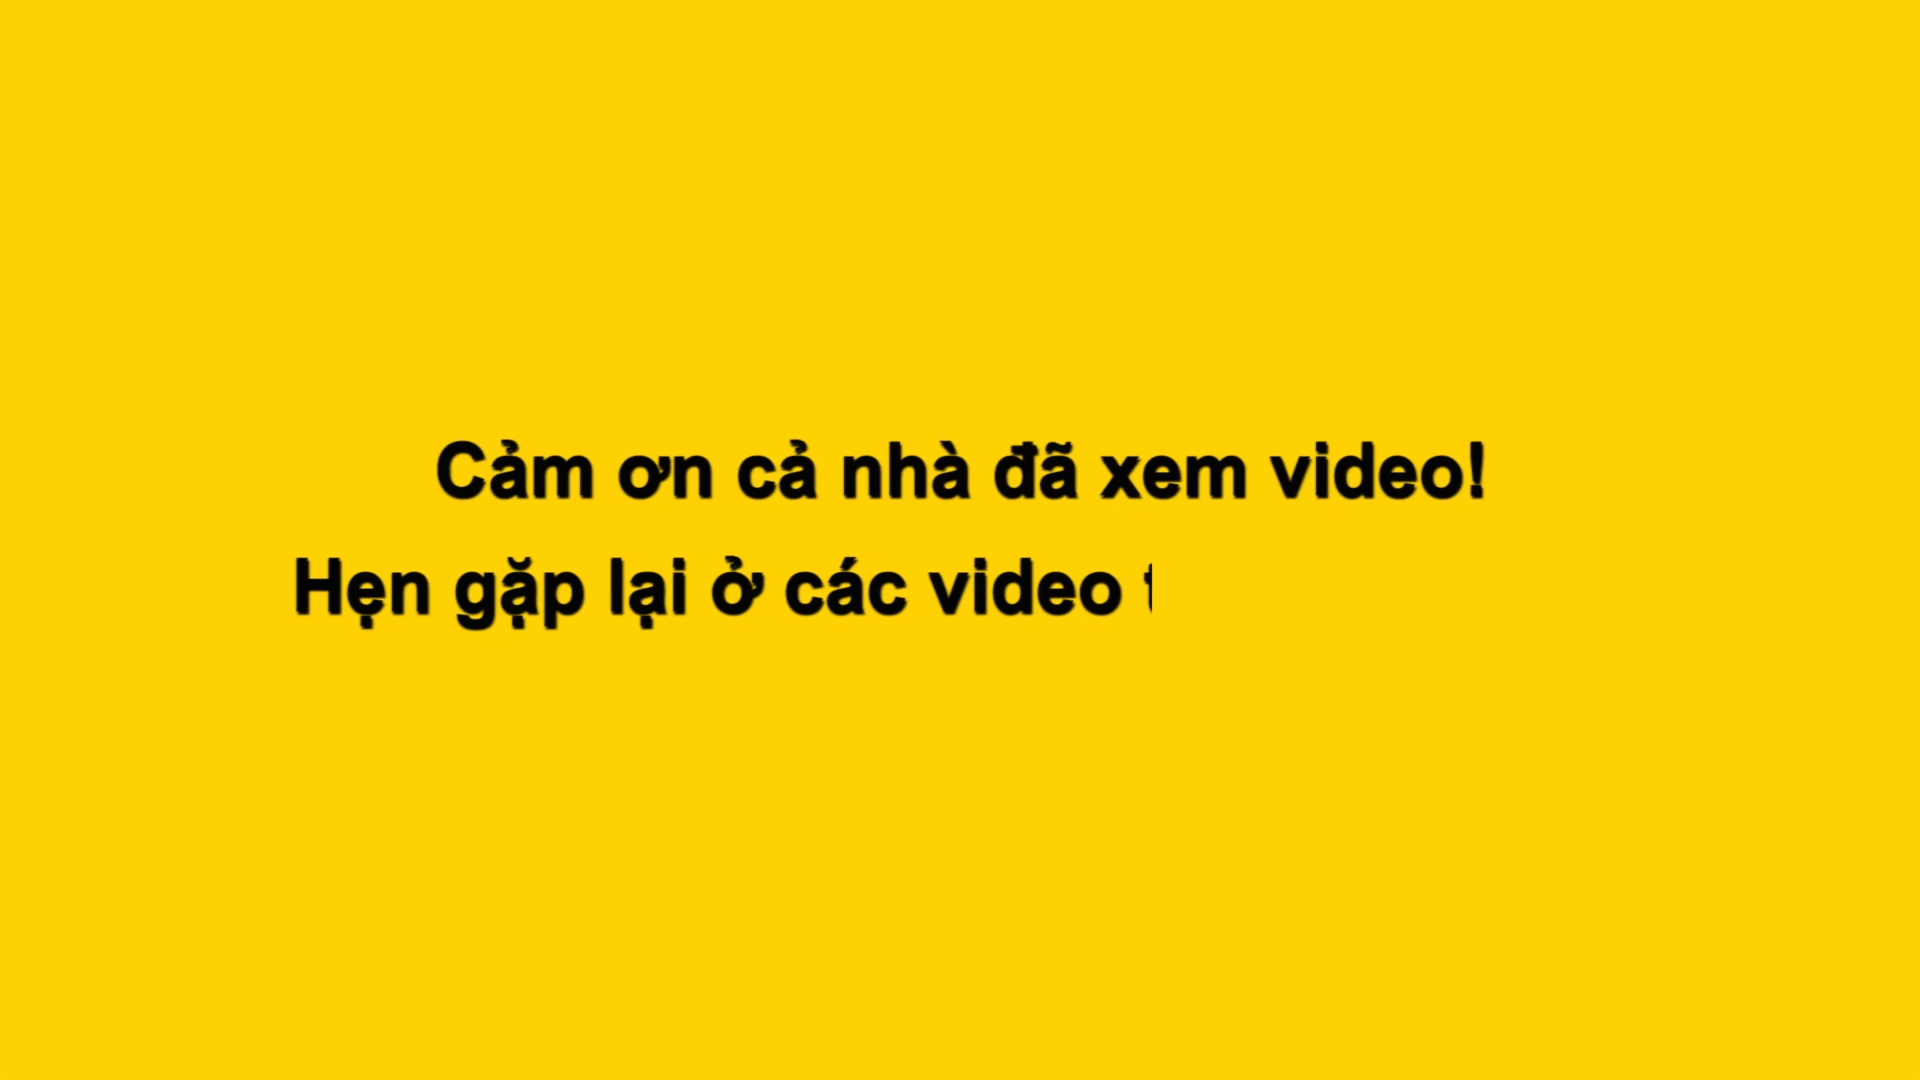 Cảm ơn cả nhà đã xem video!
Hẹn gặp lại ở các video